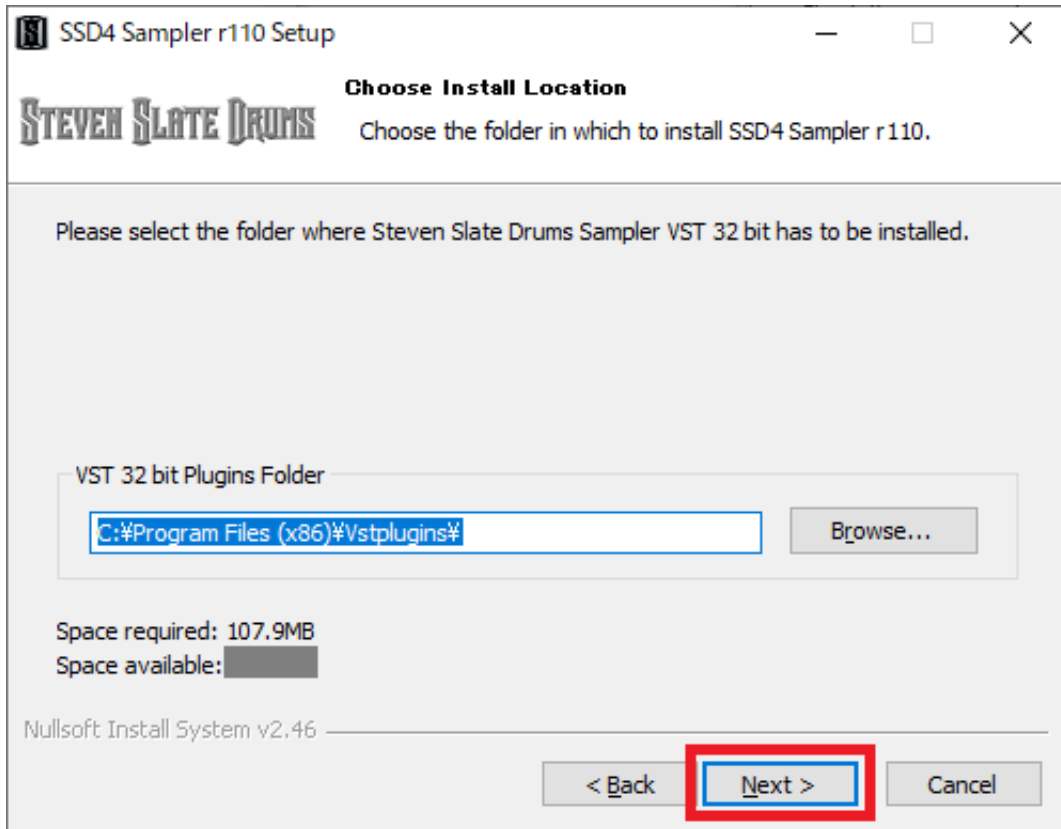 SSD4 Sampler r110 Setup
STEVEN SLATE DRUMS
Choose Install Location
Choose the folder in which to install SSD4 Sampler r110.
Please select the folder where Steven Slate Drums Sampler VST 32 bit has to be installed.
VST 32 bit Plugins Folder
C:¥Program Files (x86)¥Vstplugins¥
Browse...
Space required: 107.9MB
Space available:
Nullsoft Install System v2.46
< Back
Next >
Cancel